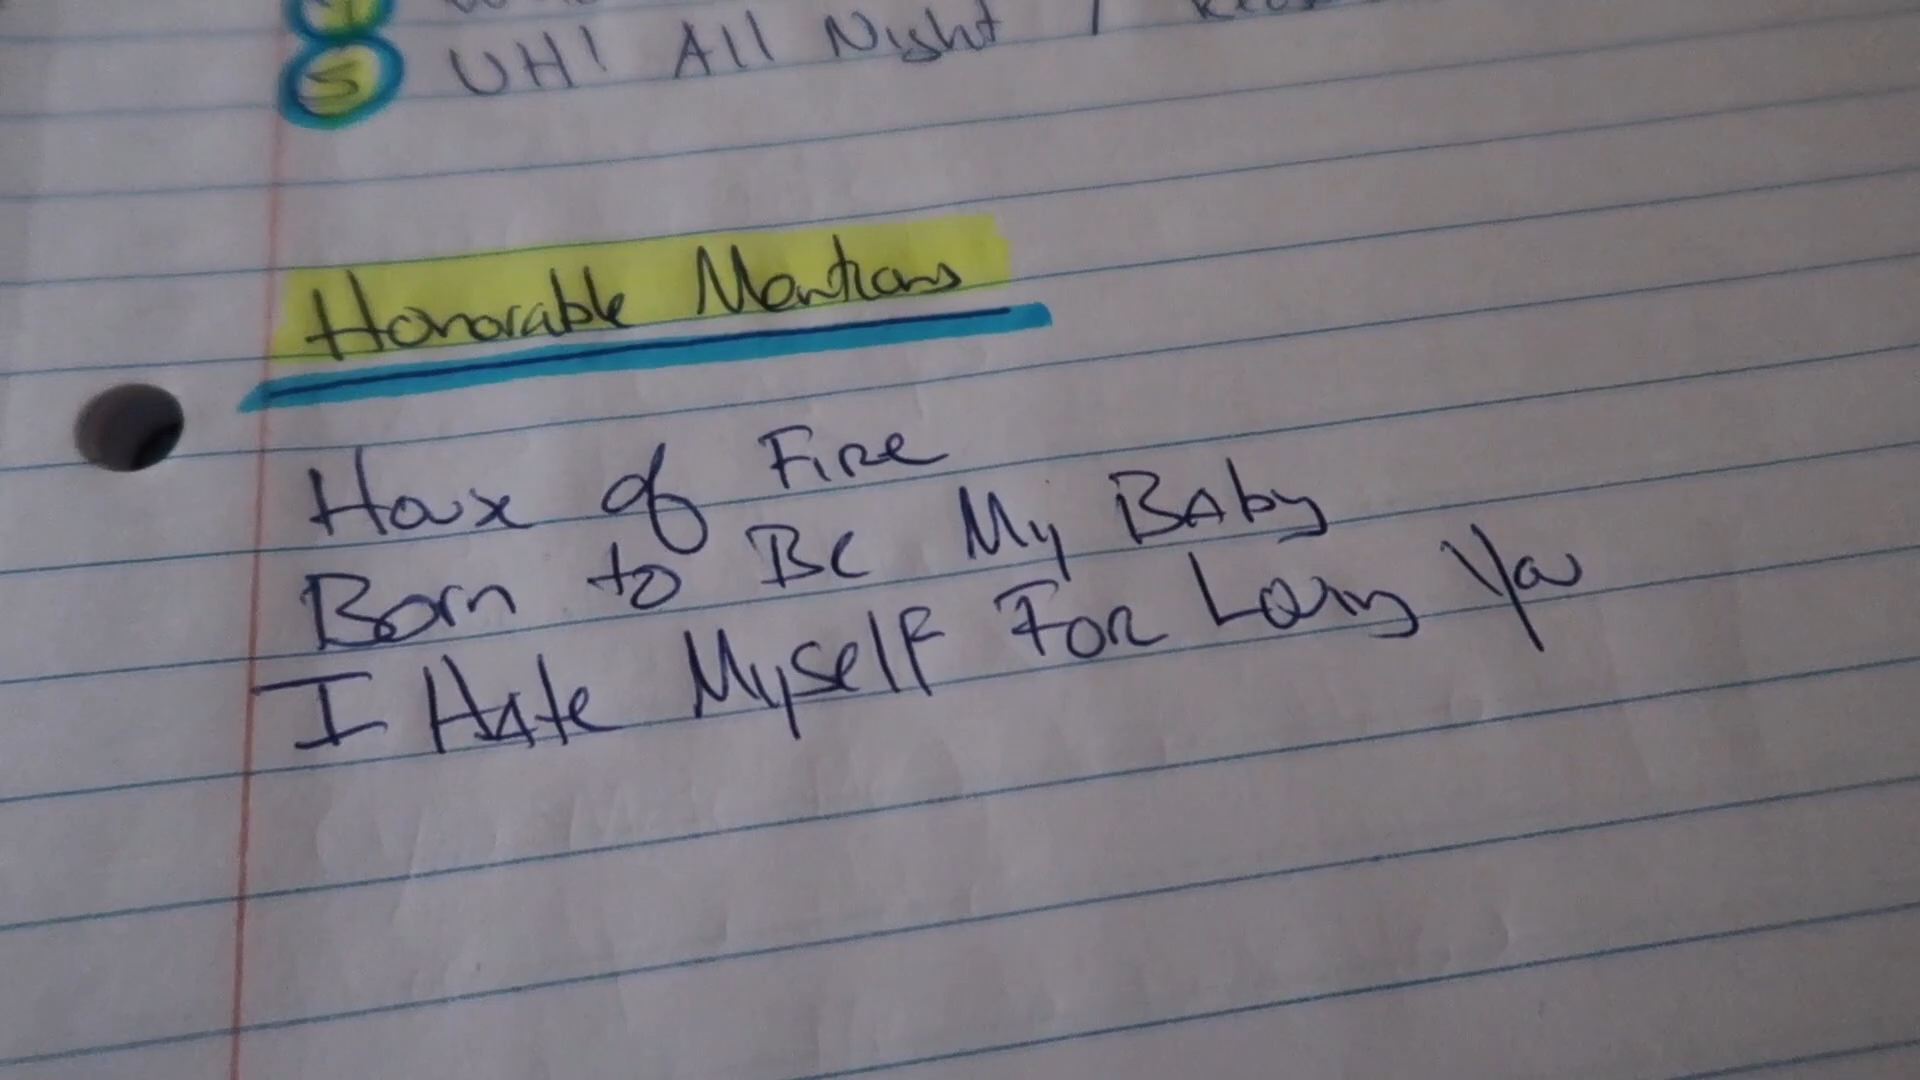 5 UH! All Night /
Honorable Mentions
House of Fire
Born to Be My Baby
I Hate Myself For Loving You